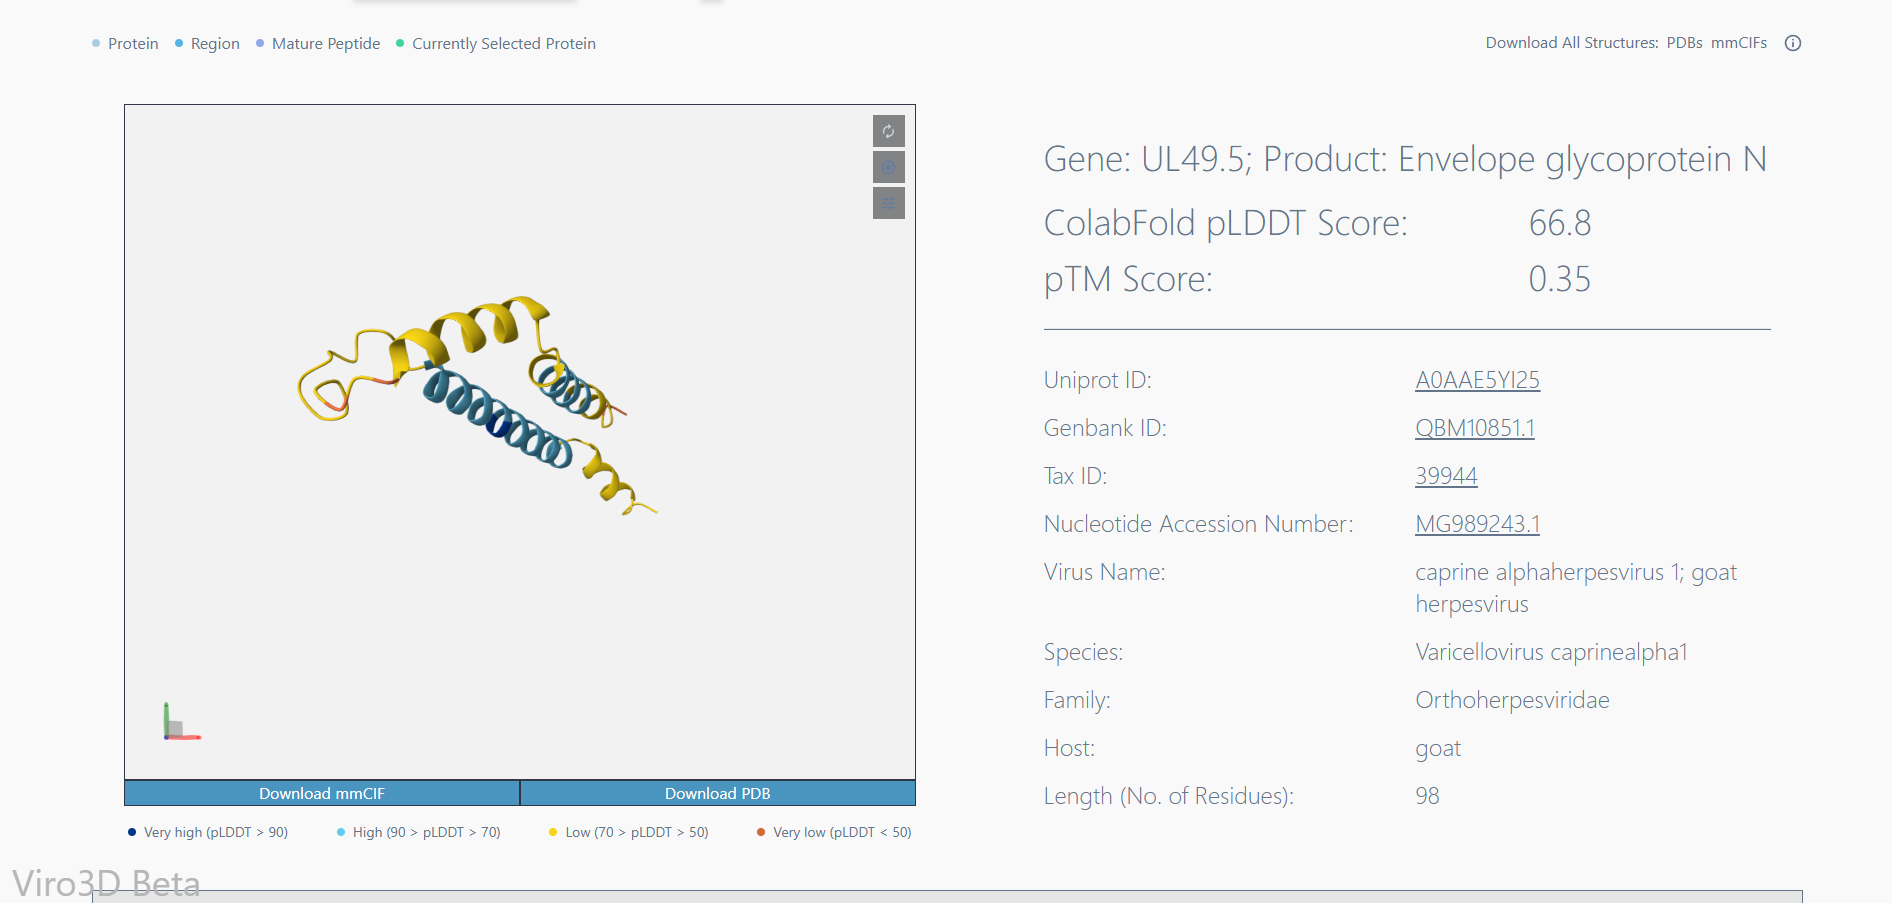 Protein Region Mature Peptide Currently Selected Protein
Download All Structures: PDBs mmCIFs
Gene: UL49.5; Product: Envelope glycoprotein N
ColabFold pLDDT Score: 66.8
pTM Score: 0.35
Uniprot ID: A0AAE5YI25
Genbank ID: QBM10851.1
Tax ID: 39944
Nucleotide Accession Number: MG989243.1
Virus Name: caprine alphaherpesvirus 1; goat
herpesvirus
Species: Varicellovirus caprinealpha1
Family: Orthoherpesviridae
Host: goat
Length (No. of Residues): 98
Download mmCIF Download PDB
Very high (pLDDT > 90) High (90 > pLDDT > 70) Low (70 > pLDDT > 50) Very low (pLDDT < 50)
Viro3D Beta